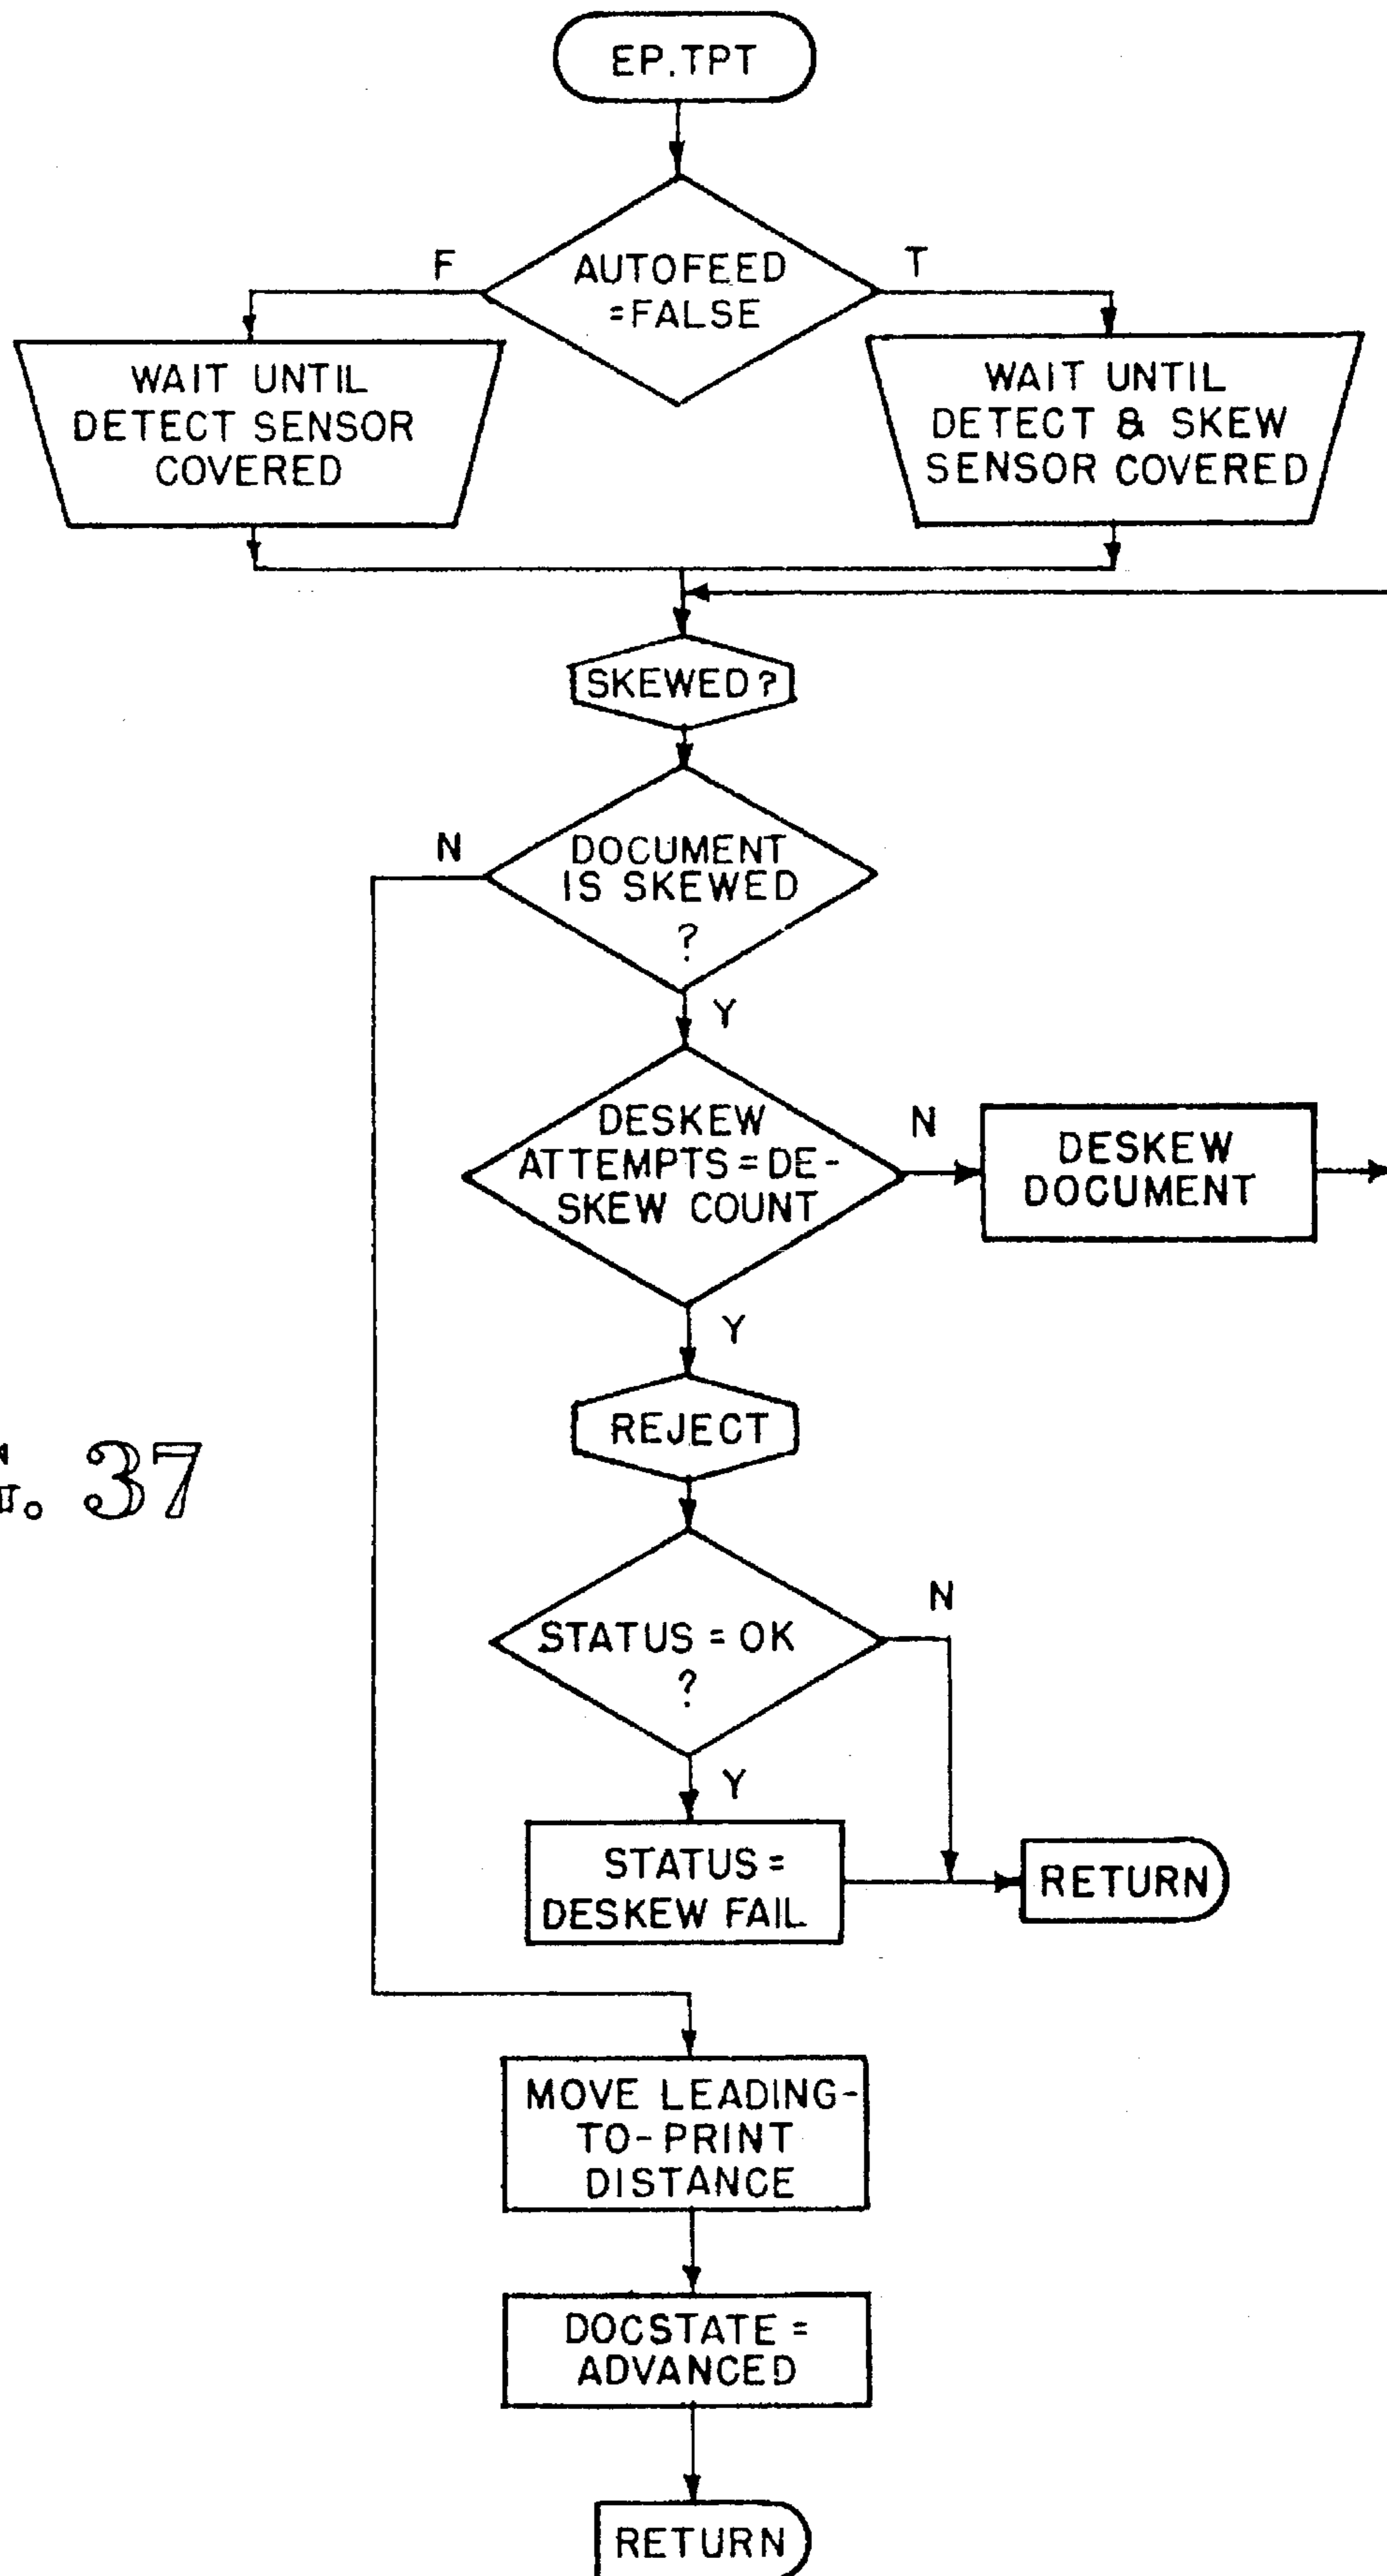 EP.TPT
F
AUTOFEED
=FALSE
T
WAIT UNTIL
DETECT SENSOR
COVERED
WAIT UNTIL
DETECT & SKEW
SENSOR COVERED
SKEWED?
N
DOCUMENT
IS SKEWED
?
Y
DESKEW
ATTEMPTS=DE-
SKEW COUNT
N
DESKEW
DOCUMENT
Y
REJECT
37
STATUS = OK
?
N
Y
STATUS =
DESKEW FAIL
RETURN
MOVE LEADING-
TO-PRINT
DISTANCE
DOCSTATE =
ADVANCED
RETURN